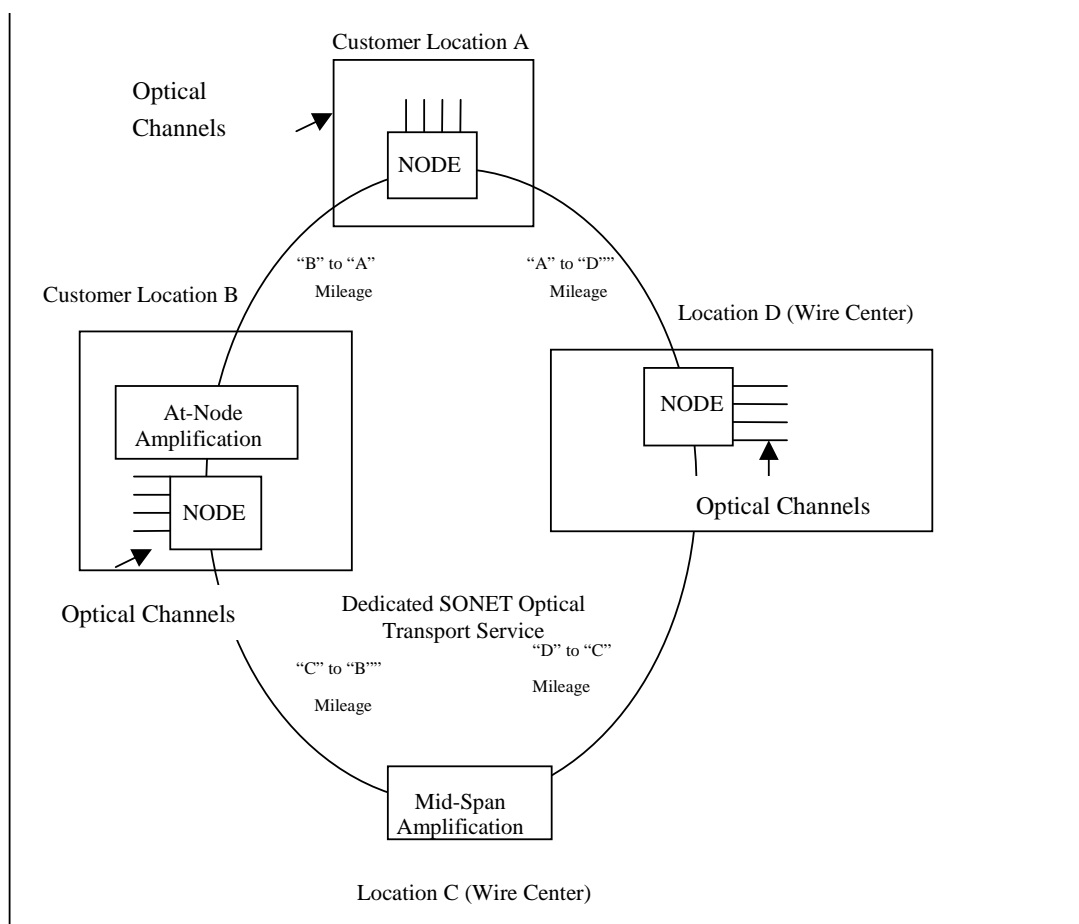 Customer Location A
Optical
Channels
NODE
“B” to “A”
Mileage
“A” to “D””
Mileage
Customer Location B
Location D (Wire Center)
At-Node
Amplification
NODE
NODE
Optical Channels
Optical Channels
Dedicated SONET Optical
Transport Service
“D” to “C”
Mileage
“C” to “B””
Mileage
Mid-Span
Amplification
Location C (Wire Center)